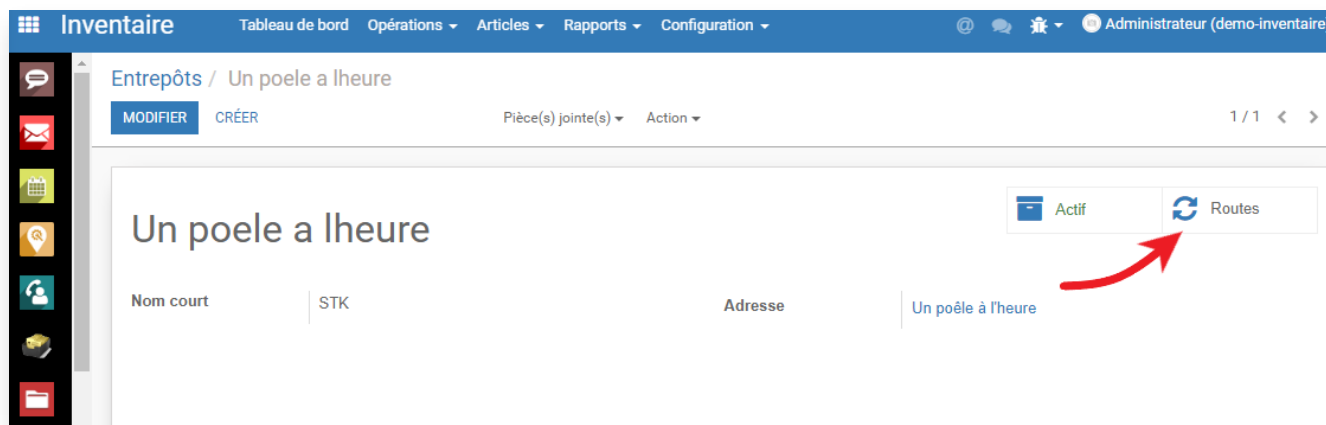 Inventaire Tableau de bord Opérations Articles Rapports Configuration @ Administrateur (demo-inventaire
Entrepôts / Un poele a lheure
MODIFIER CRÉER Pièce(s) jointe(s) Action 1 / 1
Actif Routes
Un poele a lheure
Nom court STK Adresse Un poêle à l'heure